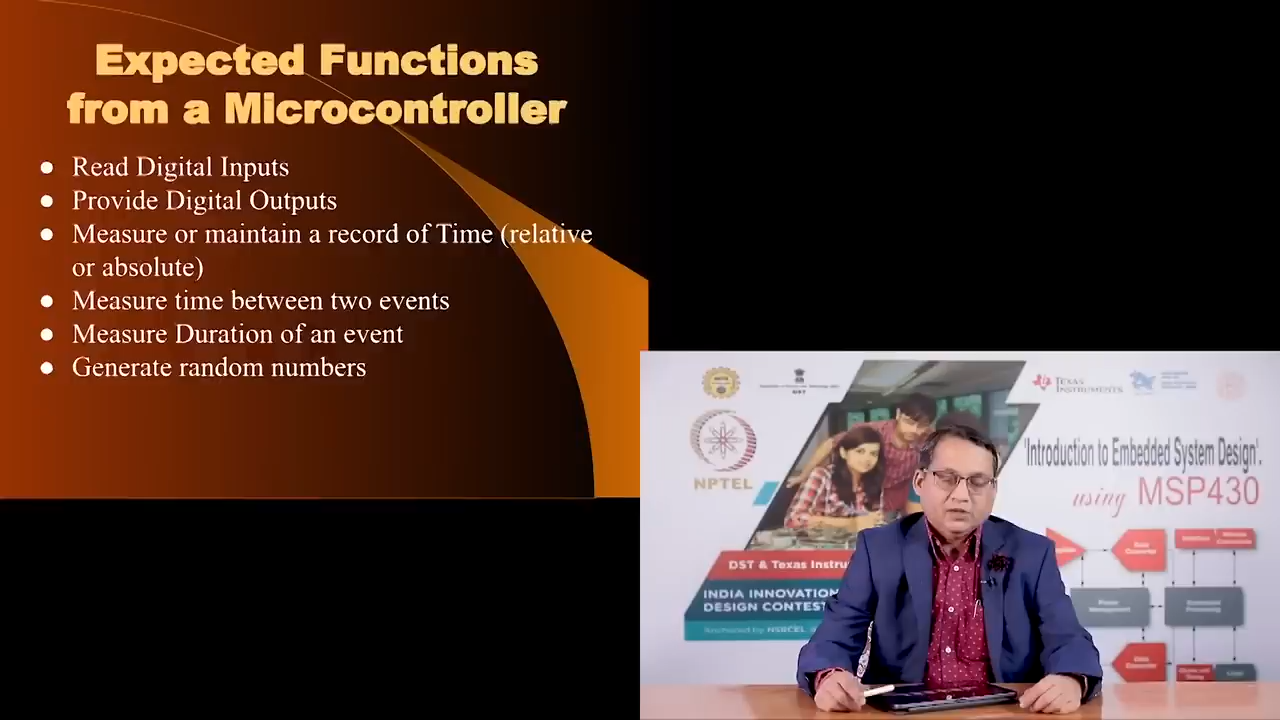 Expected Functions
from a Microcontroller
● Read Digital Inputs
● Provide Digital Outputs
● Measure or maintain a record of Time (relative
or absolute)
● Measure time between two events
● Measure Duration of an event
● Generate random numbers
TEXAS
INSTRUMENTS
NPTEL
'Introduction to Embedded System Design'.
using MSP430
DST & Texas Instru
INDIA INNOVATION
DESIGN CONTEST
Power
Management